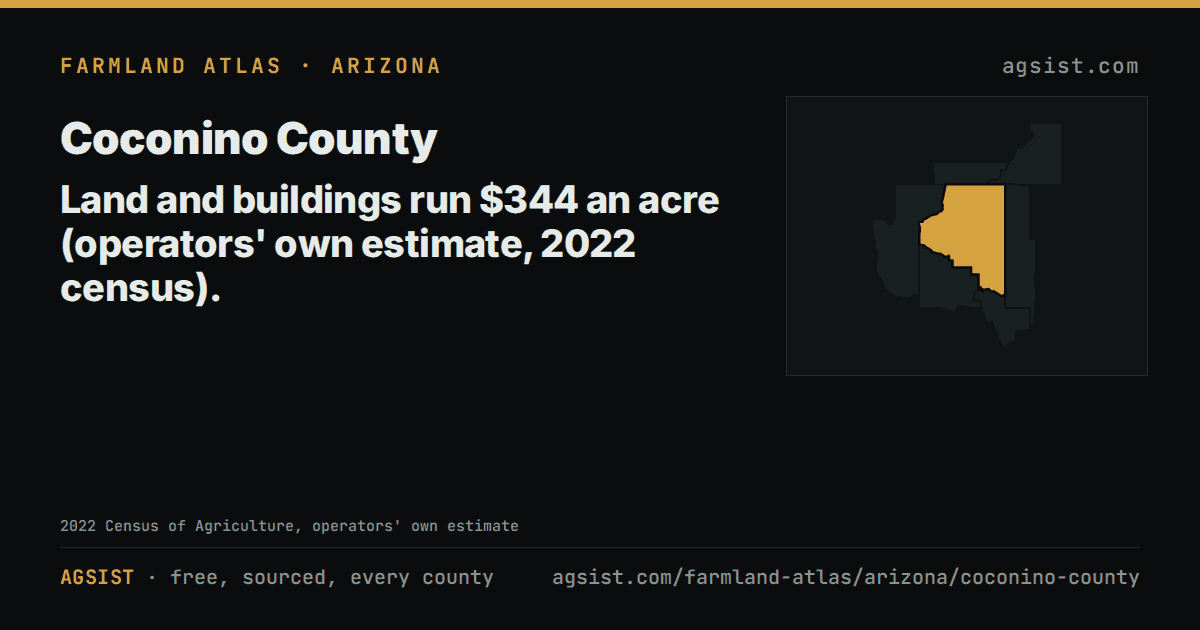 FARMLAND ATLAS · ARIZONA
agsist.com
Coconino County
Land and buildings run $344 an acre
(operators' own estimate, 2022
census).
2022 Census of Agriculture, operators' own estimate
AGSIST · free, sourced, every county
agsist.com/farmland-atlas/arizona/coconino-county